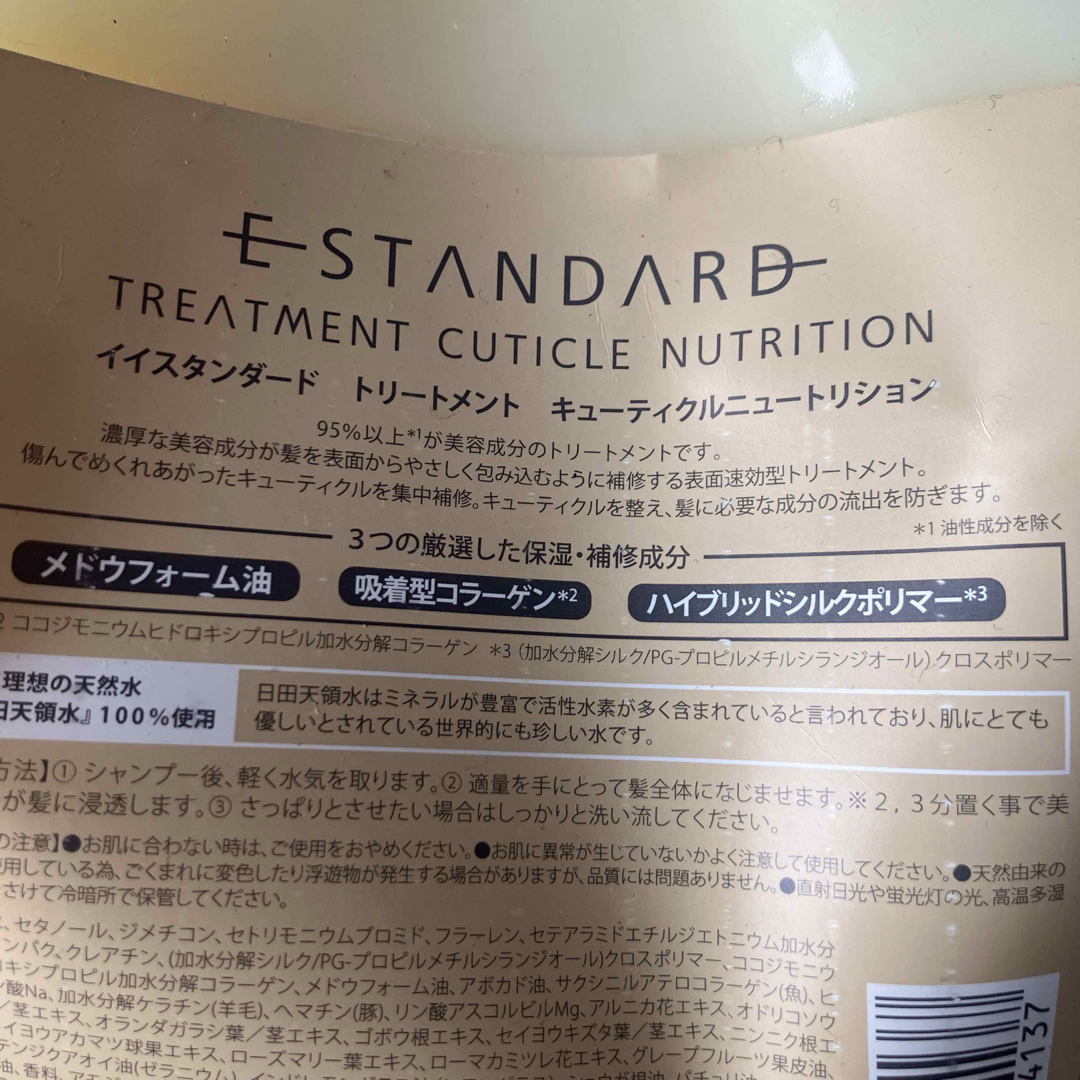 E STANDARD
TREATMENT CUTICLE NUTRITION
イイスタンダード トリートメント キューティクルニュートリション
95%以上*1が美容成分のトリートメントです。
濃厚な美容成分が髪を表面からやさしく包み込むように補修する表面速効型トリートメント。
傷んでめくれあがったキューティクルを集中補修。キューティクルを整え、髪に必要な成分の流出を防ぎます。
*1 油性成分を除く
3つの厳選した保湿・補修成分
メドウフォーム油 吸着型コラーゲン*2 ハイブリッドシルクポリマー*3
2 ココジモニウムヒドロキシプロピル加水分解コラーゲン *3 (加水分解シルク/PG-プロピルメチルシランジオール)クロスポリマー
理想の天然水
日田天領水』100%使用
日田天領水はミネラルが豊富で活性水素が多く含まれていると言われており、肌にとても
優しいとされている世界的にも珍しい水です。
方法】① シャンプー後、軽く水気を取ります。② 適量を手にとって髪全体になじませます。※2,3分置く事で美
が髪に浸透します。③ さっぱりとさせたい場合はしっかりと洗い流してください。
の注意】●お肌に合わない時は、ご使用をおやめください。●お肌に異常が生じていないかよく注意して使用してください。●天然由来の
使用している為、ごくまれに変色したり浮遊物が発生する場合がありますが、品質には問題ありません。●直射日光や蛍光灯の光、高温多湿
さけて冷暗所で保管してください。
、セタノール、ジメチコン、セトリモニウムブロミド、フラーレン、セテアラミドエチルジエトニウム加水分
ンパク、クレアチン、(加水分解シルク/PG-プロピルメチルシランジオール)クロスポリマー、ココジモニウ
ロキシプロピル加水分解コラーゲン、メドウフォーム油、アボカド油、サクシニルアテロコラーゲン(魚)、ヒ
ン酸Na、加水分解ケラチン(羊毛)、ヘマチン(豚)、リン酸アスコルビルMg、アルニカ花エキス、オドリコソウ
／茎エキス、オランダガラシ葉／茎エキス、ゴボウ根エキス、セイヨウキズタ葉／茎エキス、ニンニク根エ
イヨウアカマツ球果エキス、ローズマリー葉エキス、ローマカミツレ花エキス、グレープフルーツ果皮油、
テンジクアオイ油(ゼラニウム)、
油、香料、
4137